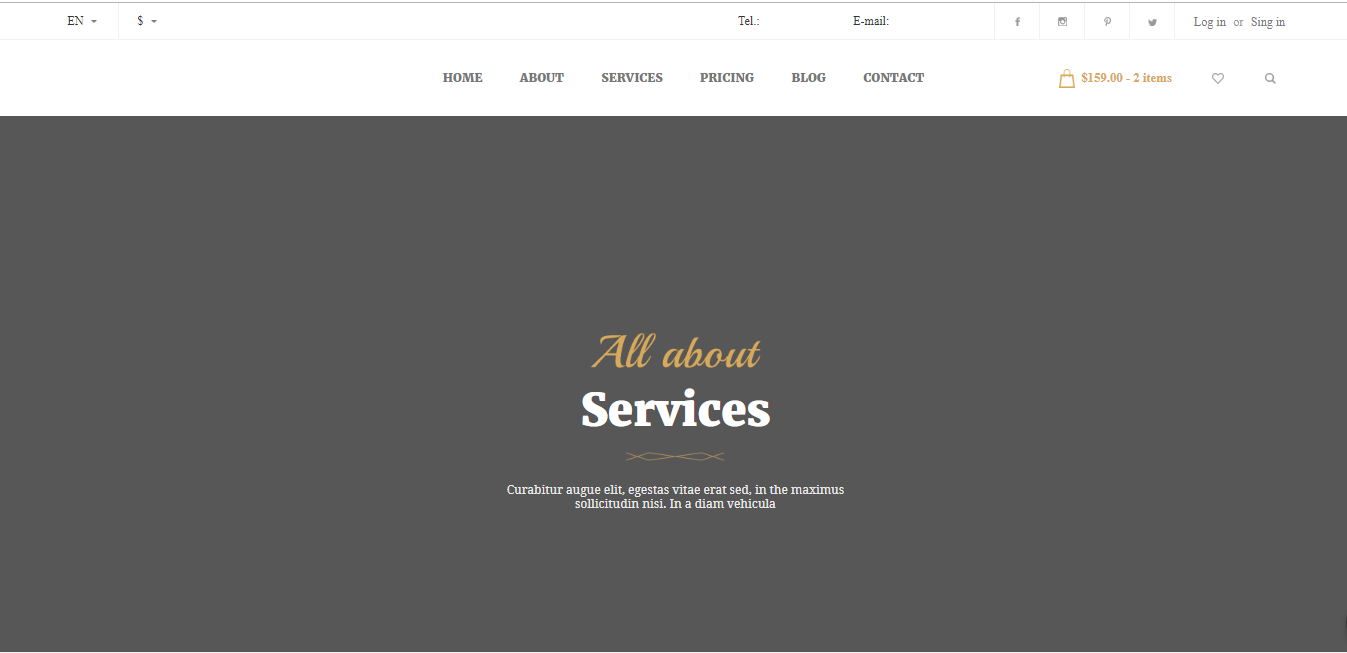 EN $ Tel.: E-mail: Log in or Sing in
HOME ABOUT SERVICES PRICING BLOG CONTACT $159.00 - 2 items
All about
Services
Curabitur augue elit, egestas vitae erat sed, in the maximus
sollicitudin nisi. In a diam vehicula